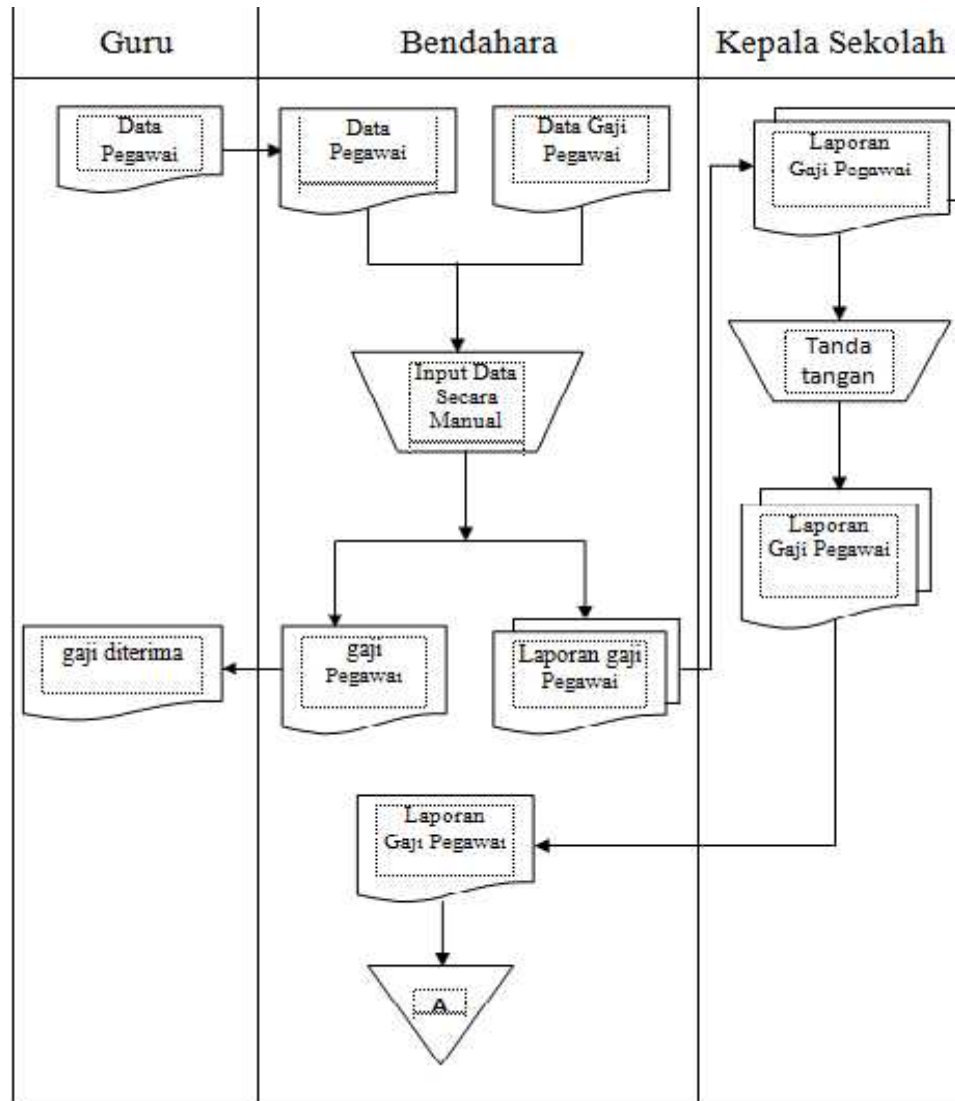 Guru
Bendahara
Kepala Sekolah
Data
Pegawai
Data
Pegawai
Data Gaji
Pegawai
Laporan
Gaji Pegawai
Input Data
Secara
Manual
Tanda
tangan
Laporan
Gaji Pegawai
gaji diterima
gaji
Pegawai
Laporan gaji
Pegawai
Laporan
Gaji Pegawai
A